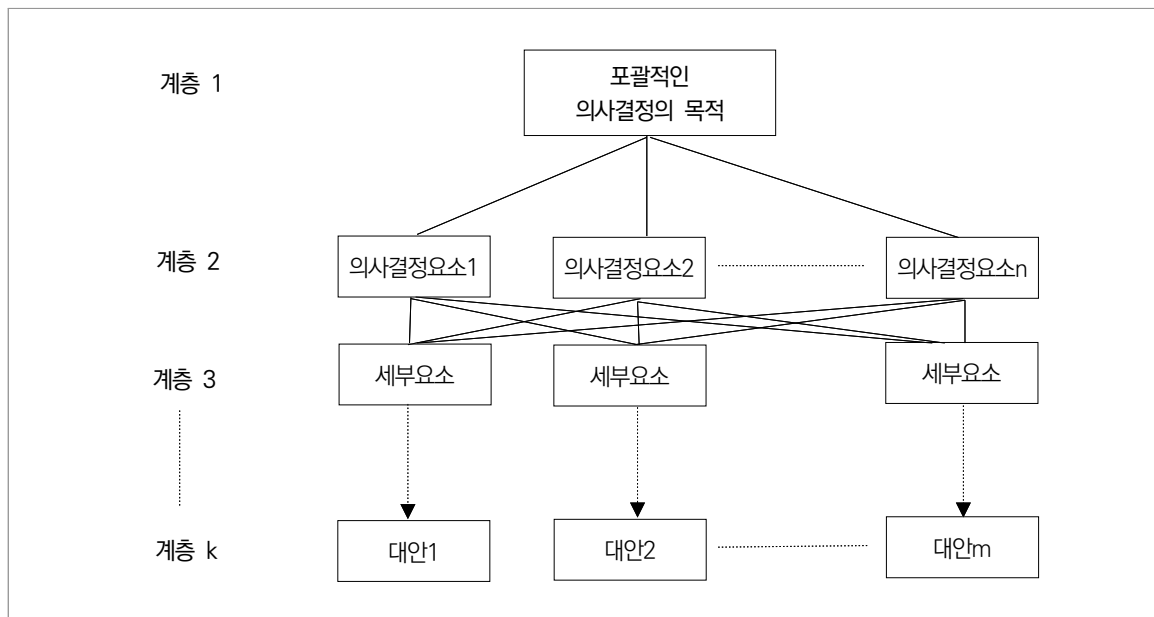 계층 1
포괄적인
의사결정의 목적
계층 2
의사결정요소1
의사결정요소2
의사결정요소n
계층 3
세부요소
세부요소
세부요소
계층 k
대안1
대안2
대안m